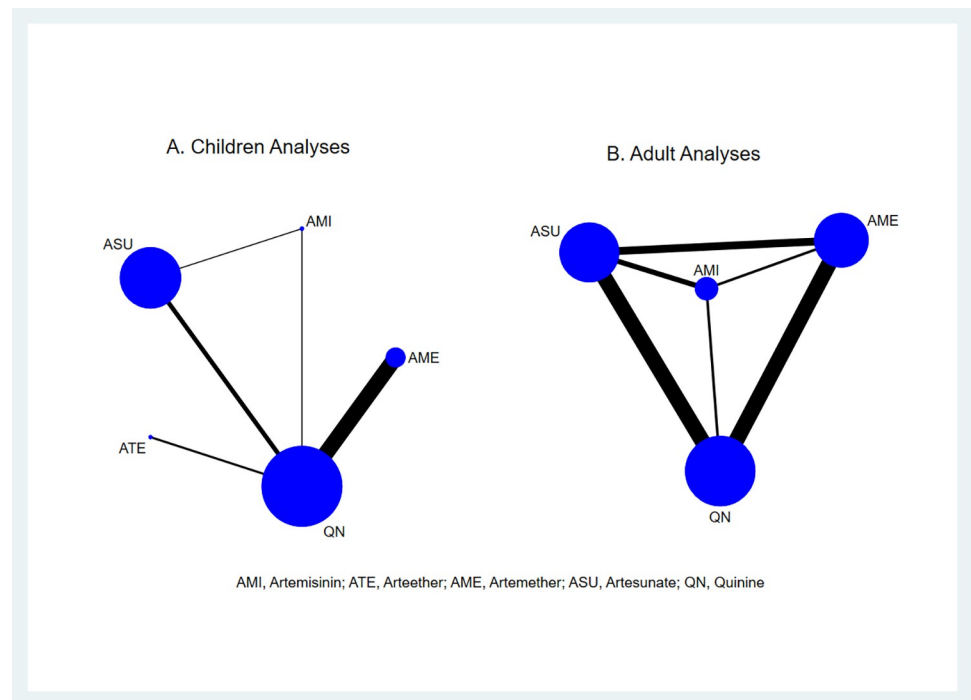 A. Children Analyses
AMI
ASU
AME
ATE
QN
B. Adult Analyses
ASU
AME
AMI
QN
AMI, Artemisinin; ATE, Arteether; AME, Artemether; ASU, Artesunate; QN, Quinine